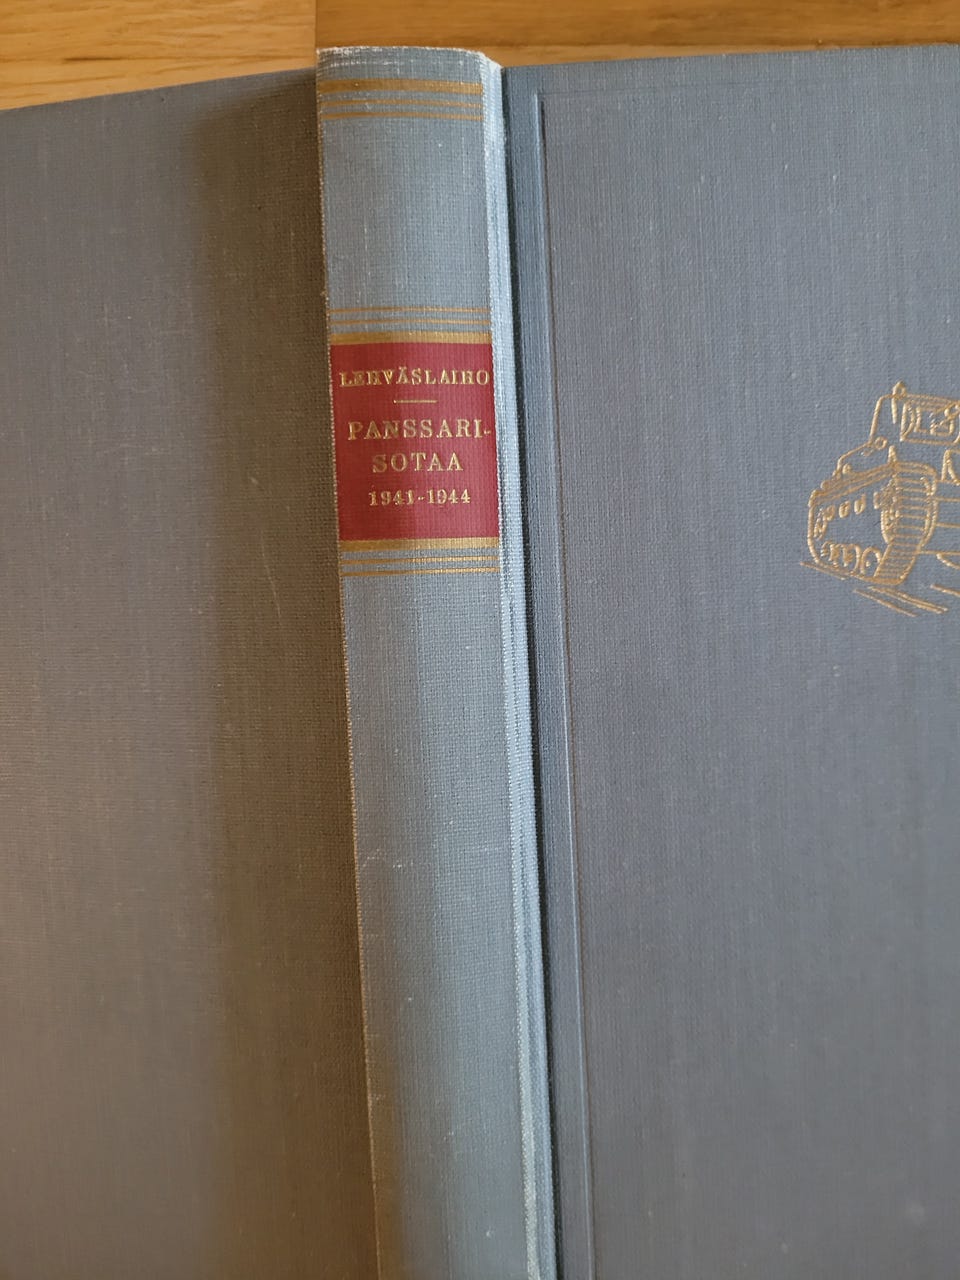 LEHVÄSLAIHO
PANSSARI-
SOTAA
1941-1944